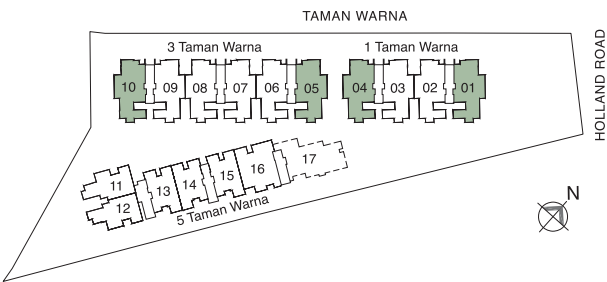 TAMAN WARNA
HOLLAND ROAD
3 Taman Warna
1 Taman Warna
10 09 08 07 06 05 04 03 02 01
17
16
15
14
13
11
12
5 Taman Warna
N